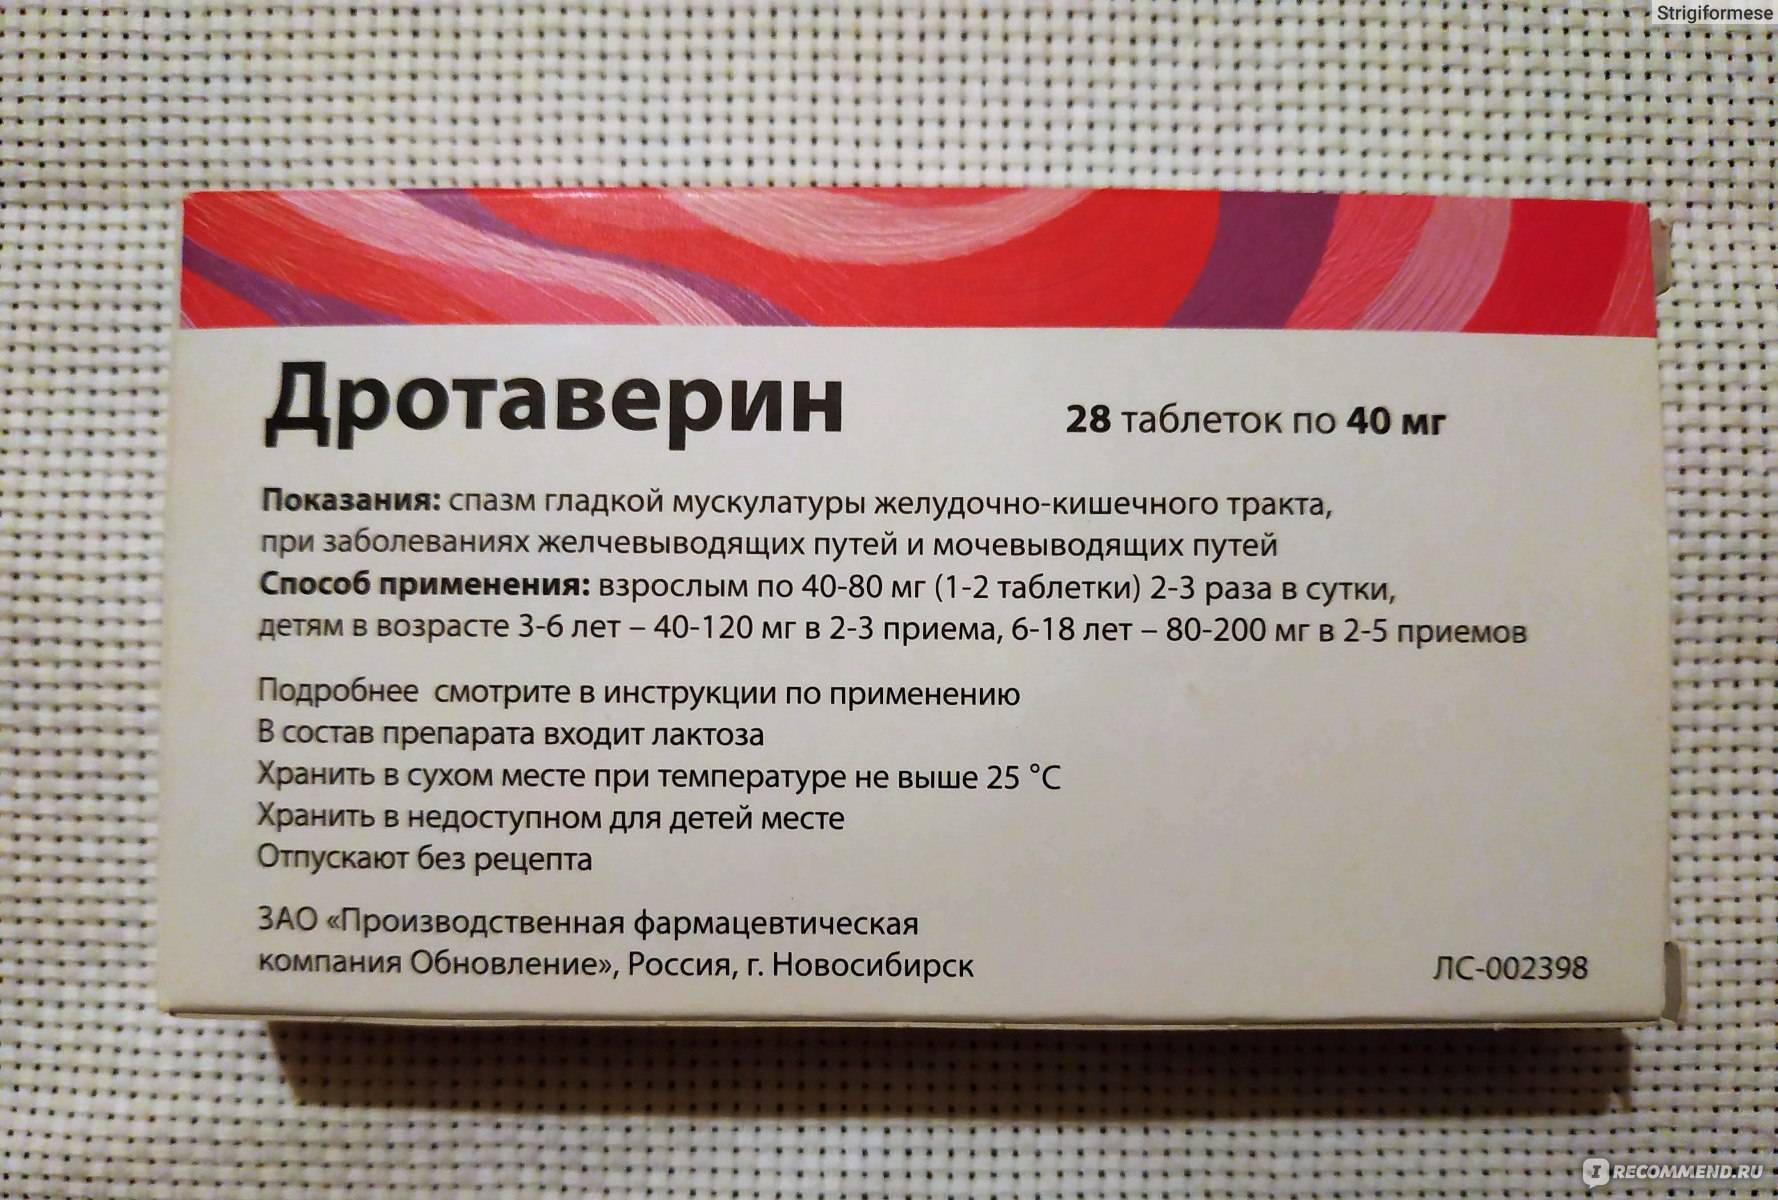 Strigiformese
Дротаверин
28 таблеток по 40 мг
Показания: спазм гладкой мускулатуры желудочно-кишечного тракта,
при заболеваниях желчевыводящих путей и мочевыводящих путей
Способ применения: взрослым по 40-80 мг (1-2 таблетки) 2-3 раза в сутки,
детям в возрасте 3-6 лет – 40-120 мг в 2-3 приема, 6-18 лет – 80-200 мг в 2-5 приемов
Подробнее смотрите в инструкции по применению
В состав препарата входит лактоза
Хранить в сухом месте при температуре не выше 25 °С
Хранить в недоступном для детей месте
Отпускают без рецепта
ЗАО «Производственная фармацевтическая
компания Обновление», Россия, г. Новосибирск
ЛС-002398
I RECOMMEND.RU